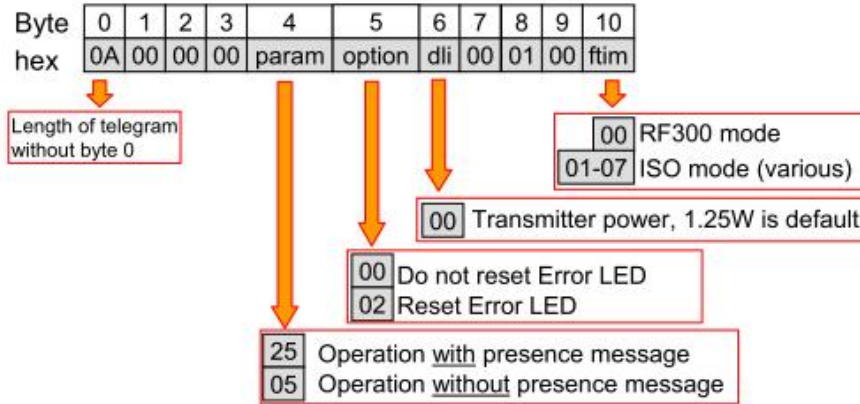 Byte 0 1 2 3 4 5 6 7 8 9 10
hex 0A 00 00 00 param option dli 00 01 00 ftim
Length of telegram
without byte 0
00 RF300 mode
01-07 ISO mode (various)
00 Transmitter power, 1.25W is default
00 Do not reset Error LED
02 Reset Error LED
25 Operation with presence message
05 Operation without presence message